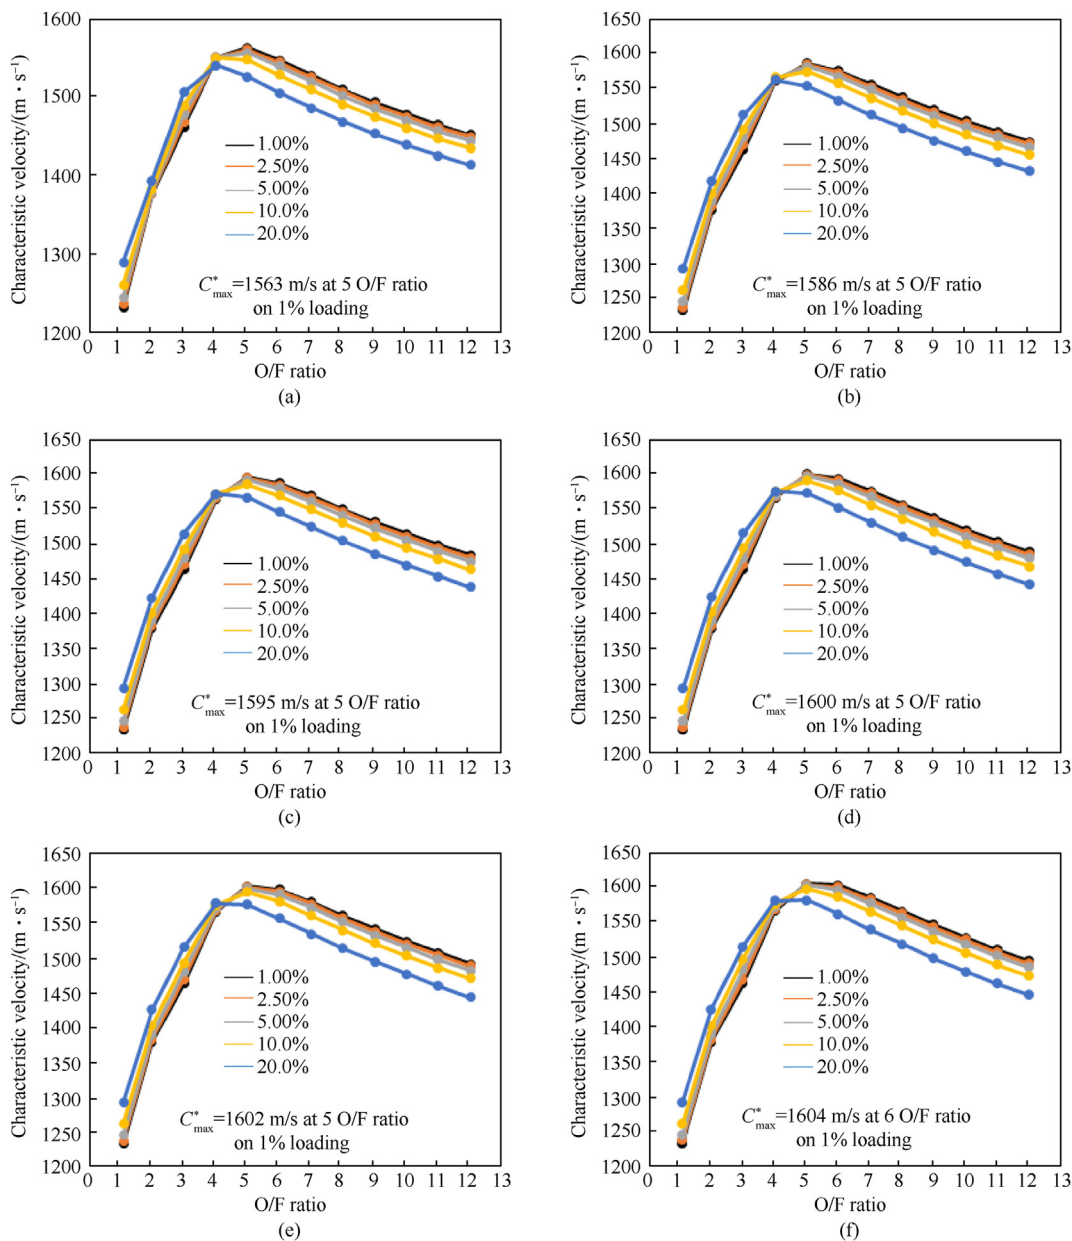 1600
1500
1400
1300
1200
0 1 2 3 4 5 6 7 8 9 10 11 12 13
Characteristic velocity/(m · s⁻¹)
O/F ratio
1.00%
2.50%
5.00%
10.0%
20.0%
C*max=1563 m/s at 5 O/F ratio
on 1% loading
(a)
1650
1600
1550
1500
1450
1400
1350
1300
1250
1200
0 1 2 3 4 5 6 7 8 9 10 11 12 13
Characteristic velocity/(m · s⁻¹)
O/F ratio
1.00%
2.50%
5.00%
10.0%
20.0%
C*max=1586 m/s at 5 O/F ratio
on 1% loading
(b)
1650
1600
1550
1500
1450
1400
1350
1300
1250
1200
0 1 2 3 4 5 6 7 8 9 10 11 12 13
Characteristic velocity/(m · s⁻¹)
O/F ratio
1.00%
2.50%
5.00%
10.0%
20.0%
C*max=1595 m/s at 5 O/F ratio
on 1% loading
(c)
1650
1600
1550
1500
1450
1400
1350
1300
1250
1200
0 1 2 3 4 5 6 7 8 9 10 11 12 13
Characteristic velocity/(m · s⁻¹)
O/F ratio
1.00%
2.50%
5.00%
10.0%
20.0%
C*max=1600 m/s at 5 O/F ratio
on 1% loading
(d)
1650
1600
1550
1500
1450
1400
1350
1300
1250
1200
0 1 2 3 4 5 6 7 8 9 10 11 12 13
Characteristic velocity/(m · s⁻¹)
O/F ratio
1.00%
2.50%
5.00%
10.0%
20.0%
C*max=1602 m/s at 5 O/F ratio
on 1% loading
(e)
1650
1600
1550
1500
1450
1400
1350
1300
1250
1200
0 1 2 3 4 5 6 7 8 9 10 11 12 13
Characteristic velocity/(m · s⁻¹)
O/F ratio
1.00%
2.50%
5.00%
10.0%
20.0%
C*max=1604 m/s at 6 O/F ratio
on 1% loading
(f)